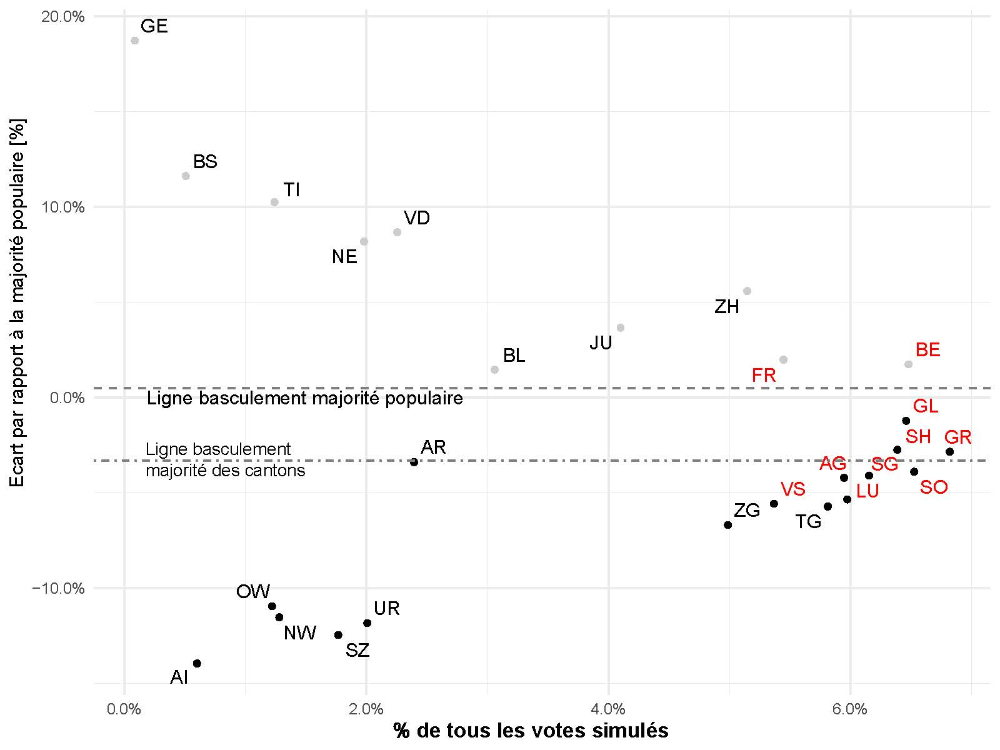 20.0%
GE
BS
TI
10.0%
VD
NE
ZH
JU
BL
BE
FR
0.0%
Ligne basculement majorité populaire
GL
SH
GR
Ligne basculement
majorité des cantons
AR
AG
SG
SO
VS
LU
ZG
TG
−10.0%
OW
NW
UR
SZ
AI
Ecart par rapport à la majorité populaire [%]
0.0%
2.0%
4.0%
6.0%
% de tous les votes simulés